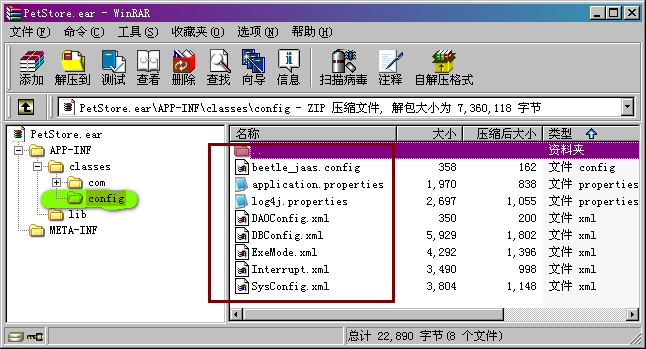 PetStore.ear - WinRAR
文件(F) 命令(C) 工具(S) 收藏夹(O) 选项(N) 帮助(H)
添加 解压到 测试 查看 删除 查找 向导 信息 扫描病毒 注释 自解压格式
PetStore.ear\APP-INF\classes\config - ZIP 压缩文件, 解包大小为 7,360,118 字节
PetStore.ear
APP-INF
classes
com
config
lib
META-INF
名称 大小 压缩后大小 类型
.. 资料夹
beetle_jaas.config 358 162 文件 config
application.properties 1,970 838 文件 properties
log4j.properties 2,697 1,055 文件 properties
DAOConfig.xml 350 200 文件 xml
DBConfig.xml 5,929 1,802 文件 xml
ExeMode.xml 4,292 1,396 文件 xml
Interrupt.xml 3,490 998 文件 xml
SysConfig.xml 3,804 1,148 文件 xml
总计 22,890 字节(8 个文件)